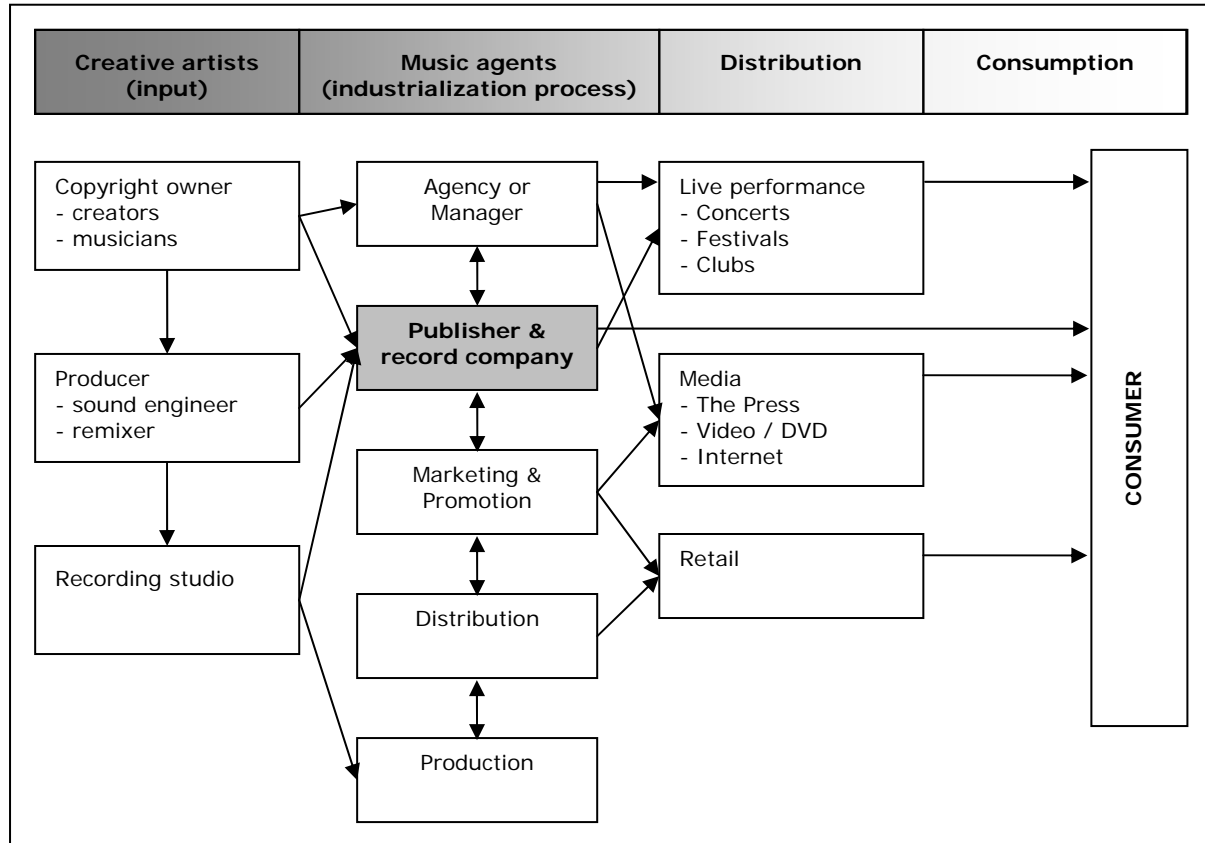 Creative artists
(input)
Music agents
(industrialization process)
Distribution
Consumption
Copyright owner
- creators
- musicians
Producer
- sound engineer
- remixer
Recording studio
Agency or
Manager
Publisher &
record company
Marketing &
Promotion
Distribution
Production
Live performance
- Concerts
- Festivals
- Clubs
Media
- The Press
- Video / DVD
- Internet
Retail
CONSUMER